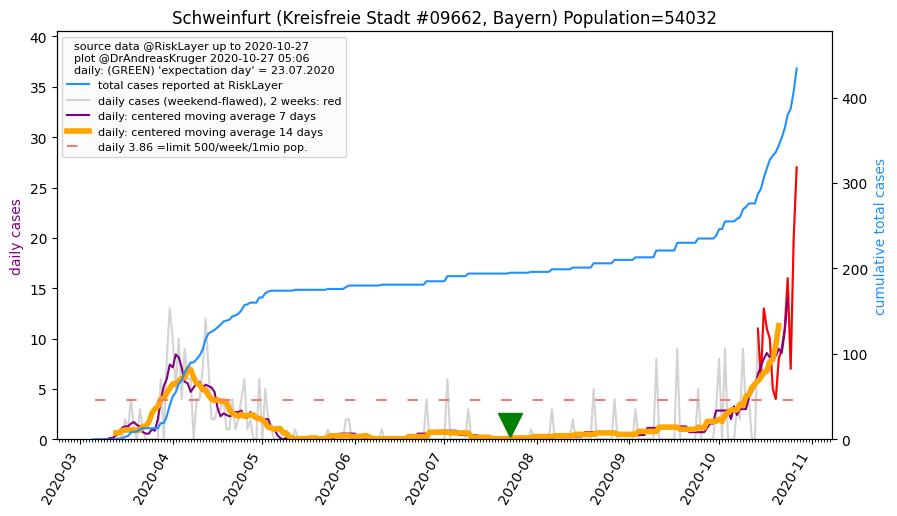 Schweinfurt (Kreisfreie Stadt #09662, Bayern) Population=54032
source data @RiskLayer up to 2020-10-27
plot @DrAndreasKruger 2020-10-27 05:06
daily: (GREEN) 'expectation day' = 23.07.2020
total cases reported at RiskLayer
daily cases (weekend-flawed), 2 weeks: red
daily: centered moving average 7 days
daily: centered moving average 14 days
daily 3.86 =limit 500/week/1mio pop.
daily cases
40
35
30
25
20
15
10
5
0
cumulative total cases
400
300
200
100
0
2020-03
2020-04
2020-05
2020-06
2020-07
2020-08
2020-09
2020-10
2020-11